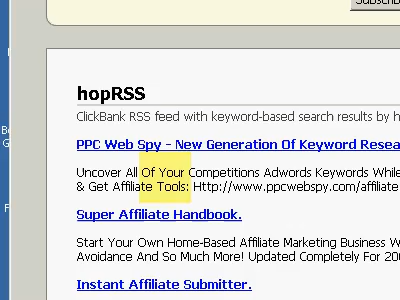 Subscrib
hopRSS
ClickBank RSS feed with keyword-based search results by h
PPC Web Spy - New Generation Of Keyword Resea
Uncover All Of Your Competitions Adwords Keywords While
& Get Affiliate Tools: Http://www.ppcwebspy.com/affiliate
Super Affiliate Handbook.
Start Your Own Home-Based Affiliate Marketing Business W
Avoidance And So Much More! Updated Completely For 200
Instant Affiliate Submitter.